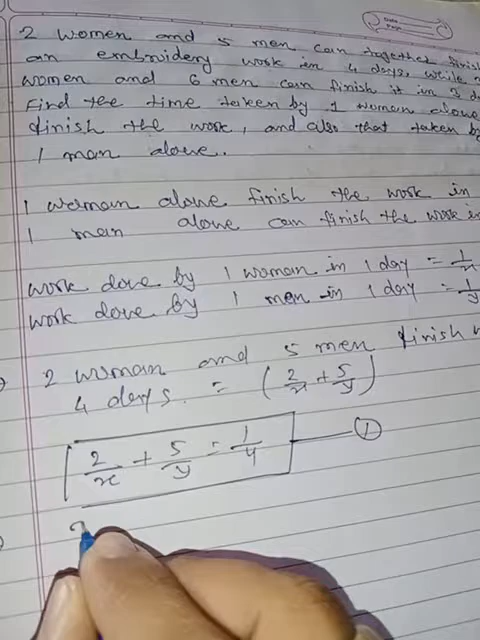 2 women and 5 men can together finish
an embroidery work in 4 days, while
women and 6 men can finish it in 3
Find the time taken by 1 woman alone
finish the work, and also that taken by
1 man alone.
1 woman alone finish the work in
1 man alone can finish the work in
work done by 1 woman in 1 day = 1/x
work done by 1 men in 1 day = 1/y
2 woman and 5 men finish
4 days. = (2/x + 5/y)
2/x + 5/y = 1/4 — ①